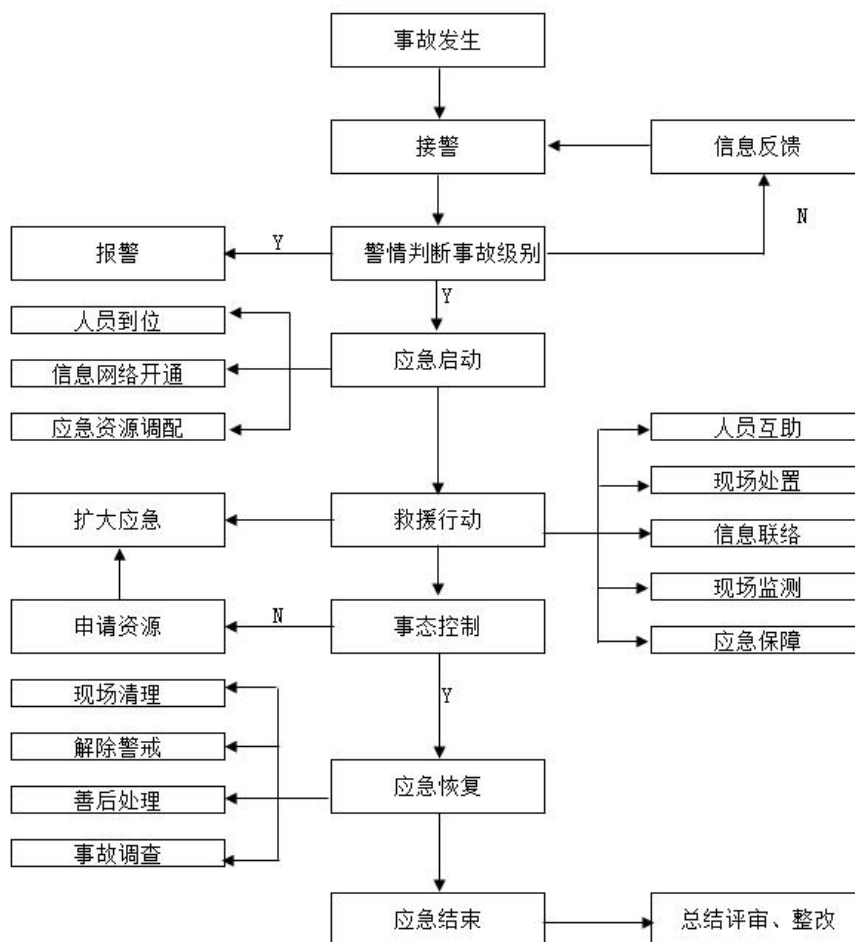 事故发生
接警
信息反馈
N
报警
Y
警情判断事故级别
Y
人员到位
应急启动
信息网络开通
应急资源调配
人员互助
现场处置
扩大应急
救援行动
信息联络
现场监测
申请资源
N
事态控制
应急保障
现场清理
Y
解除警戒
应急恢复
善后处理
事故调查
应急结束
总结评审、整改